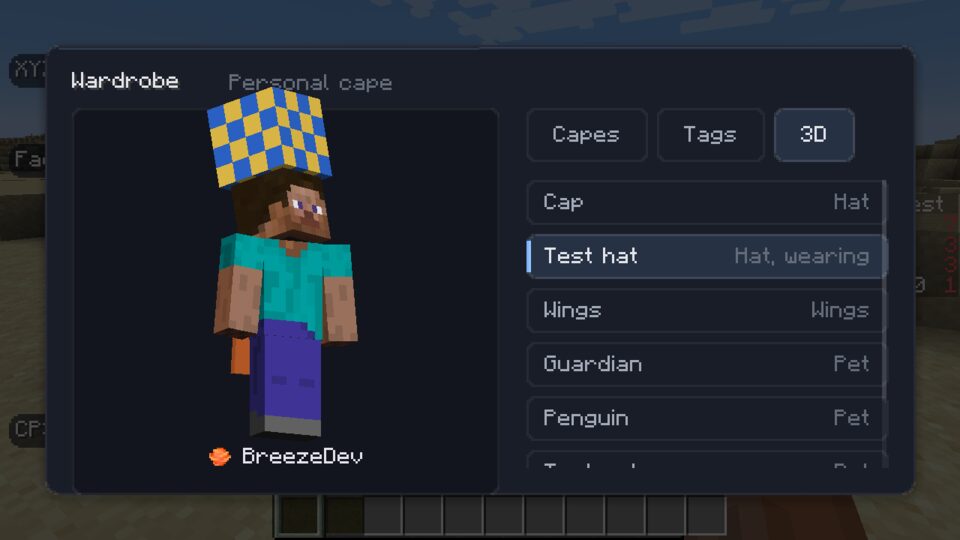 Wardrobe
Personal cape
Capes
Tags
3D
Cap
Hat
Test hat
Hat, wearing
Wings
Wings
Guardian
Pet
Penguin
Pet
BreezeDev